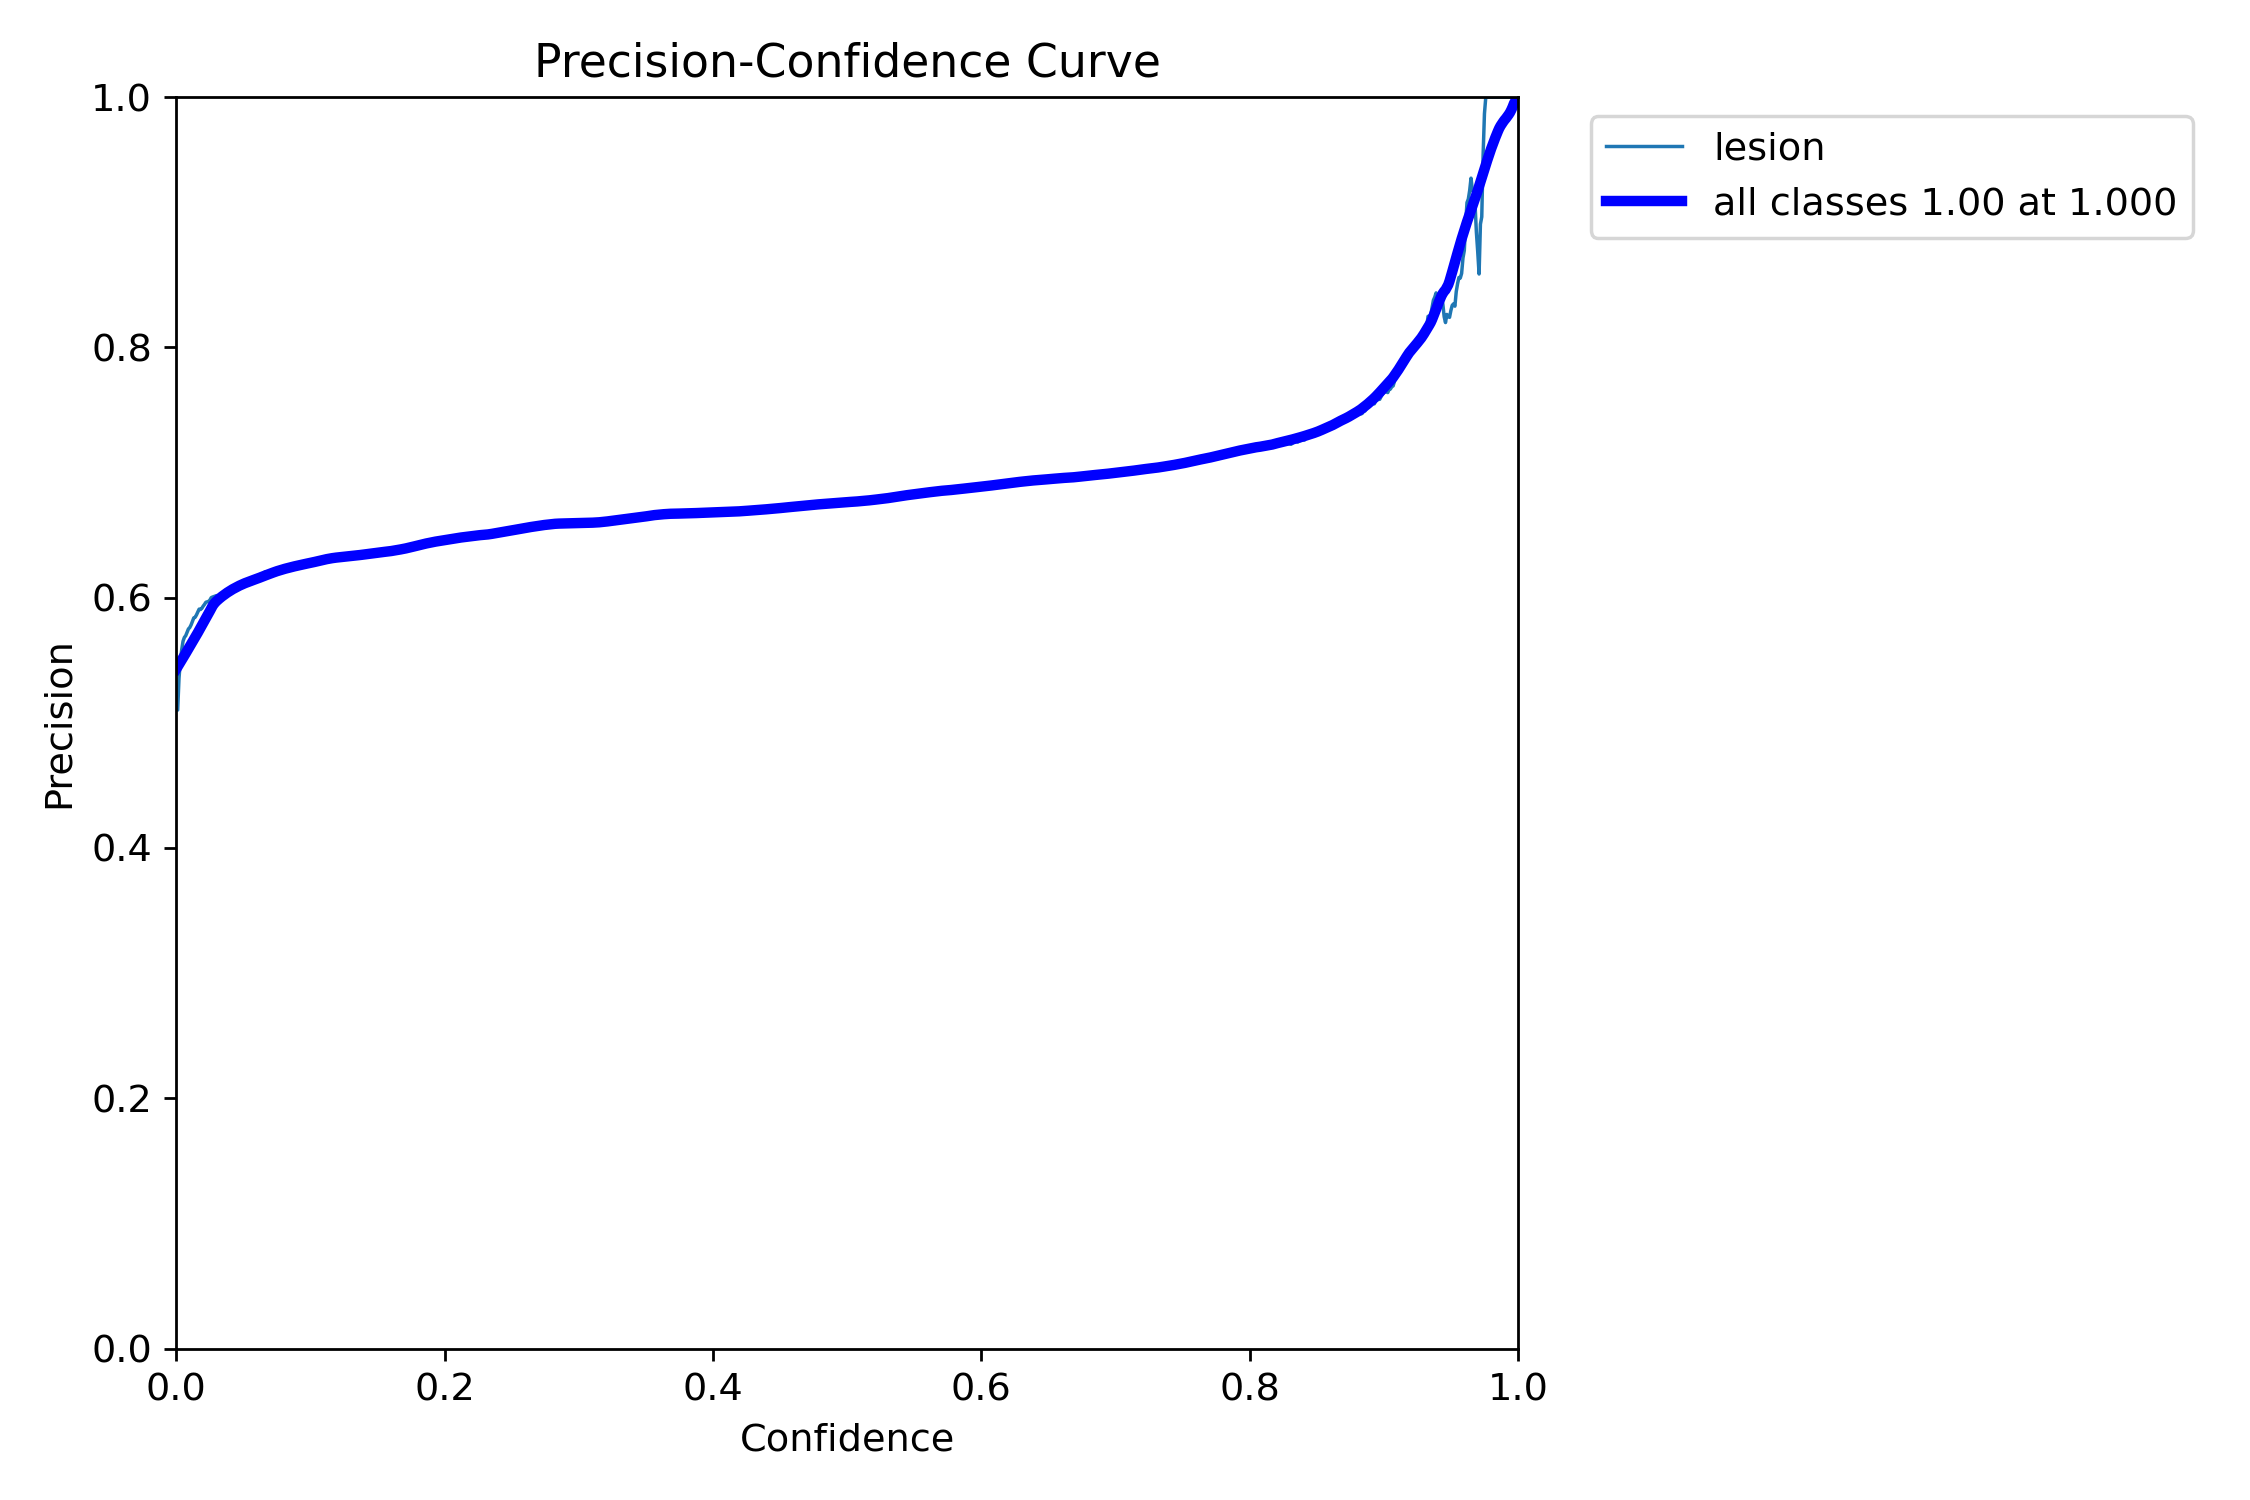 Precision-Confidence Curve
1.0
0.8
0.6
0.4
0.2
0.0
Precision
0.0 0.2 0.4 0.6 0.8 1.0
Confidence
lesion
all classes 1.00 at 1.000